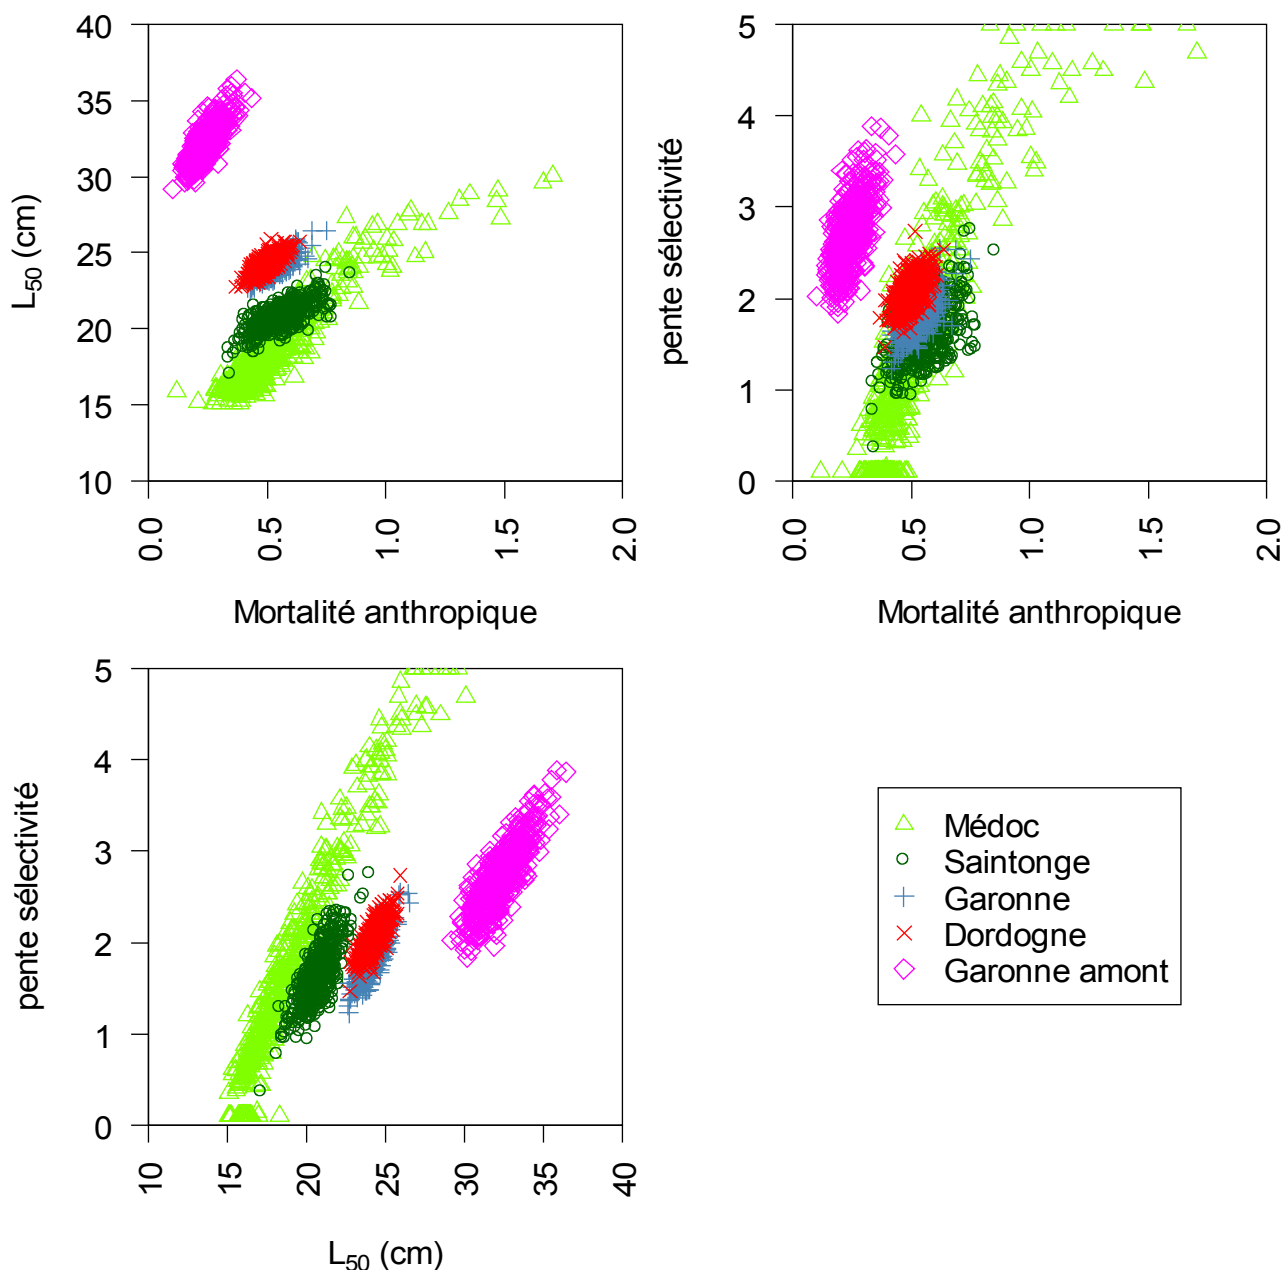 40
35
30
25
20
15
10
L50 (cm)
0.0 0.5 1.0 1.5 2.0
Mortalité anthropique
5
4
3
2
1
0
pente sélectivité
0.0 0.5 1.0 1.5 2.0
Mortalité anthropique
5
4
3
2
1
0
pente sélectivité
10 15 20 25 30 35 40
L50 (cm)
Médoc
Saintonge
Garonne
Dordogne
Garonne amont